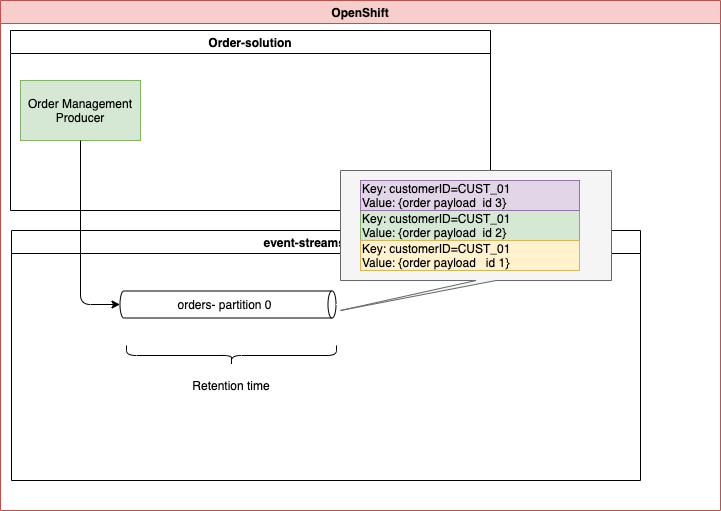 OpenShift
Order-solution
Order Management
Producer
Key: customerID=CUST_01
Value: {order payload  id 3}
Key: customerID=CUST_01
Value: {order payload  id 2}
Key: customerID=CUST_01
Value: {order payload   id 1}
event-streams
orders- partition 0
Retention time